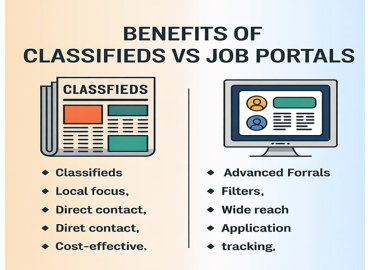 BENEFITS OF
CLASSIFIEDS VS JOB PORTALS
CLASSFIEDS
◆ Classifieds
◆ Local focus,
◆ Direct contact,
◆ Diret contact,
◆ Cost-effective.
◆ Advanced Forrals
◆ Filters,
◆ Wide reach
◆ Application
◆ tracking.